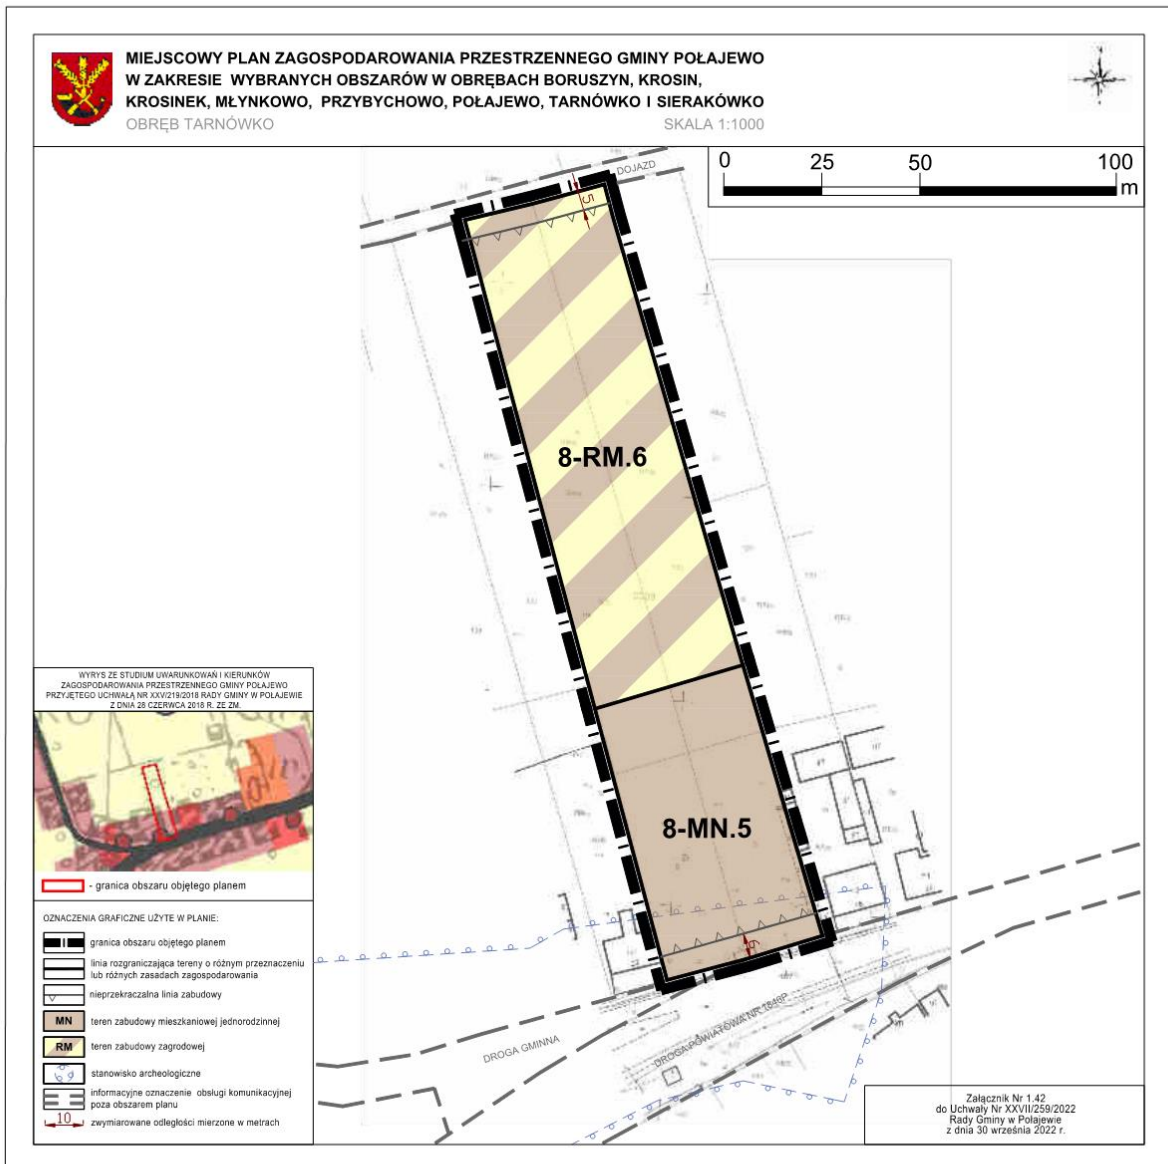 MIEJSCOWY PLAN ZAGOSPODAROWANIA PRZESTRZENNEGO GMINY POŁAJEWO
W ZAKRESIE WYBRANYCH OBSZARÓW W OBRĘBACH BORUSZYN, KROSIN,
KROSINEK, MŁYNKOWO, PRZYBYCHOWO, POŁAJEWO, TARNÓWKO I SIERAKÓWKO
OBRĘB TARNÓWKO SKALA 1:1000
0 25 50 100
m
DOJAZD
5
8-RM.6
8-MN.5
6
DROGA GMINNA
DROGA POWIATOWA NR 1849P
WYRYS ZE STUDIUM UWARUNKOWAŃ I KIERUNKÓW
ZAGOSPODAROWANIA PRZESTRZENNEGO GMINY POŁAJEWO
PRZYJĘTEGO UCHWAŁĄ NR XXVI/219/2018 RADY GMINY W POŁAJEWIE
Z DNIA 28 CZERWCA 2018 R. ZE ZM.
- granica obszaru objętego planem
OZNACZENIA GRAFICZNE UŻYTE W PLANIE:
granica obszaru objętego planem
linia rozgraniczająca tereny o różnym przeznaczeniu
lub różnych zasadach zagospodarowania
nieprzekraczalna linia zabudowy
MN teren zabudowy mieszkaniowej jednorodzinnej
RM teren zabudowy zagrodowej
stanowisko archeologiczne
informacyjne oznaczenie obsługi komunikacyjnej
poza obszarem planu
10 zwymiarowane odległości mierzone w metrach
Załącznik Nr 1.42
do Uchwały Nr XXVII/259/2022
Rady Gminy w Połajewie
z dnia 30 września 2022 r.